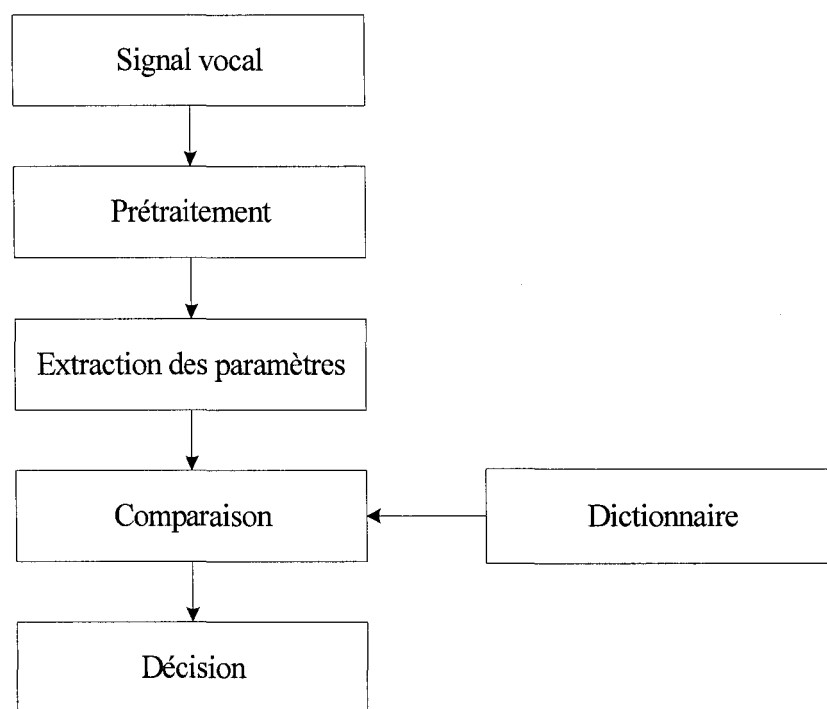 Signal vocal
Prétraitement
Extraction des paramètres
Comparaison
Dictionnaire
Décision